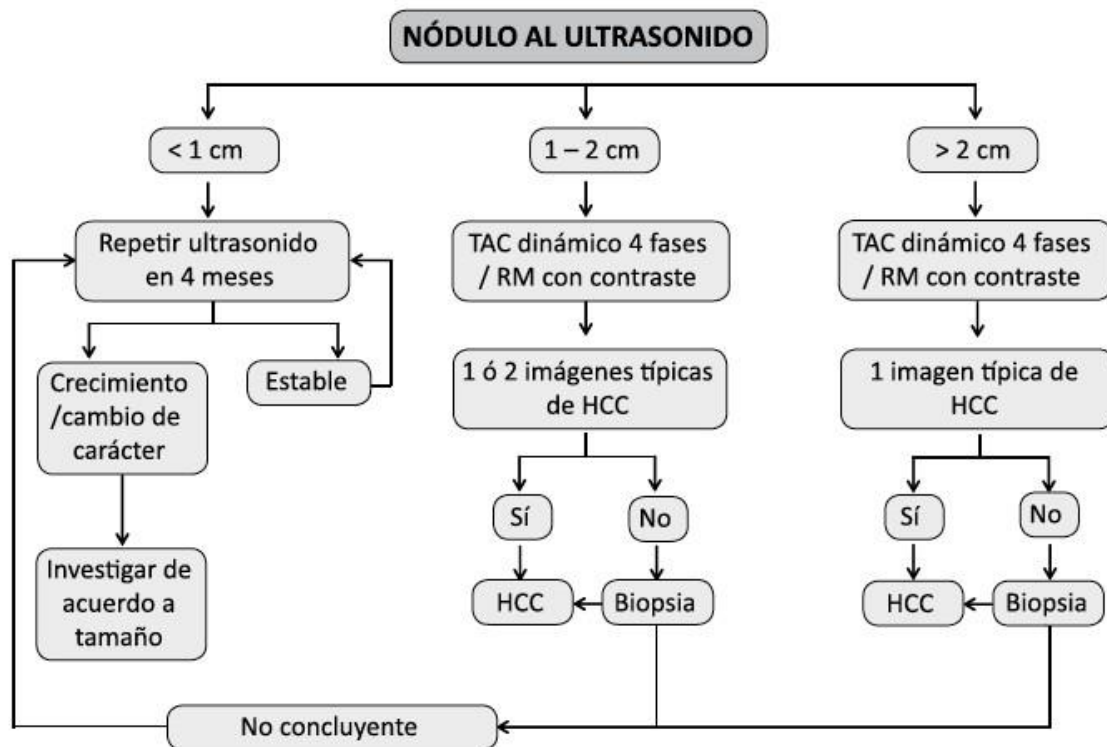 NÓDULO AL ULTRASONIDO
< 1 cm
1 – 2 cm
> 2 cm
Repetir ultrasonido
en 4 meses
TAC dinámico 4 fases
/ RM con contraste
TAC dinámico 4 fases
/ RM con contraste
Crecimiento
/cambio de
carácter
Estable
1 ó 2 imágenes típicas
de HCC
1 imagen típica de
HCC
Sí
No
Sí
No
Investigar de
acuerdo a
tamaño
HCC
Biopsia
HCC
Biopsia
No concluyente